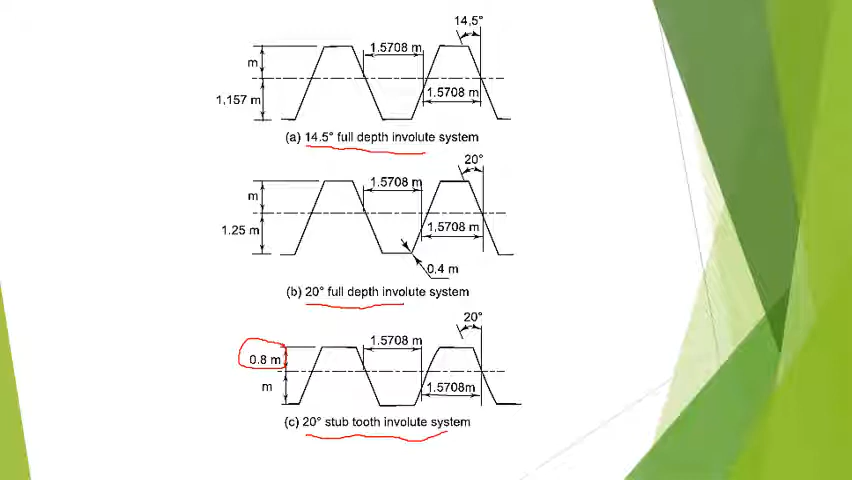 14,5°
1.5708 m
m
1,157 m
1.5708 m
(a) 14.5° full depth involute system
20°
1.5708 m
m
1.25 m
1,5708 m
0.4 m
(b) 20° full depth involute system
20°
1.5708 m
0.8 m
m
1.5708m
(c) 20° stub tooth involute system